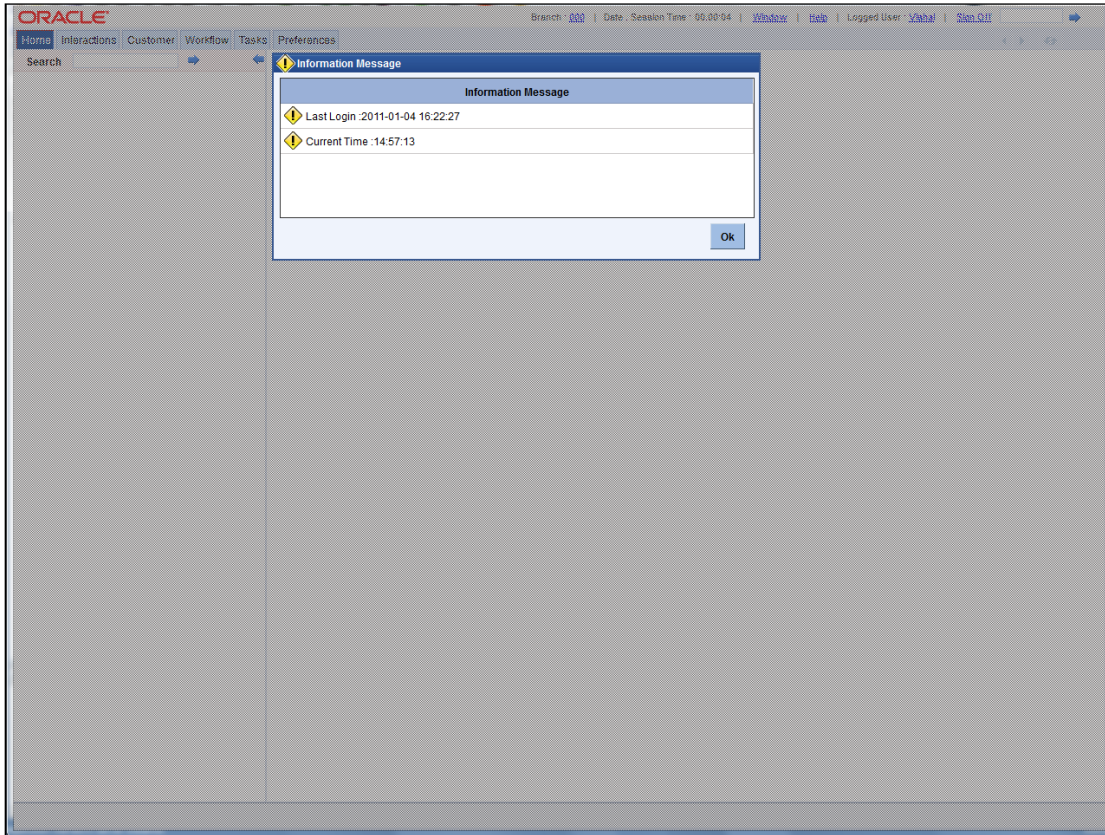 ORACLE
Branch : 000 | Date : Session Time : 00:00:04 | Window | Help | Logged User : Vishal | Sign Off
Home Interactions Customer Workflow Tasks Preferences
Search
Information Message
Information Message
Last Login :2011-01-04 16:22:27
Current Time :14:57:13
Ok